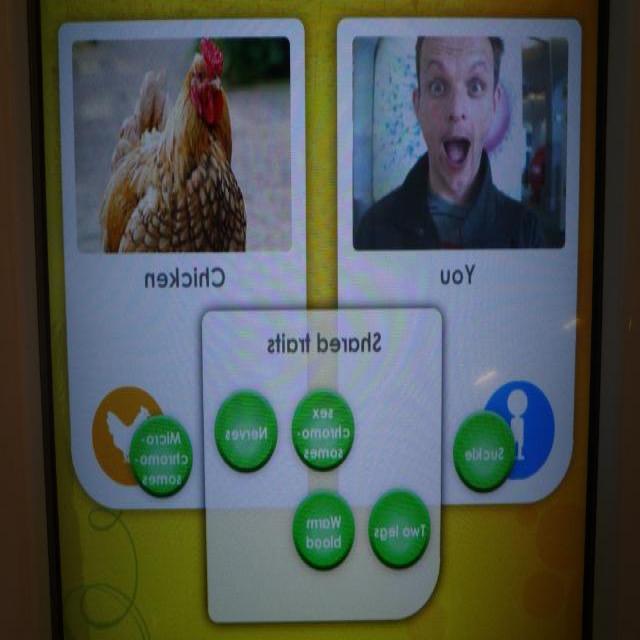 Chicken
You
Shared traits
Micro-
chromo-
somes
Nerves
sex
chromo-
somes
Suckle
Warm
blood
Two legs